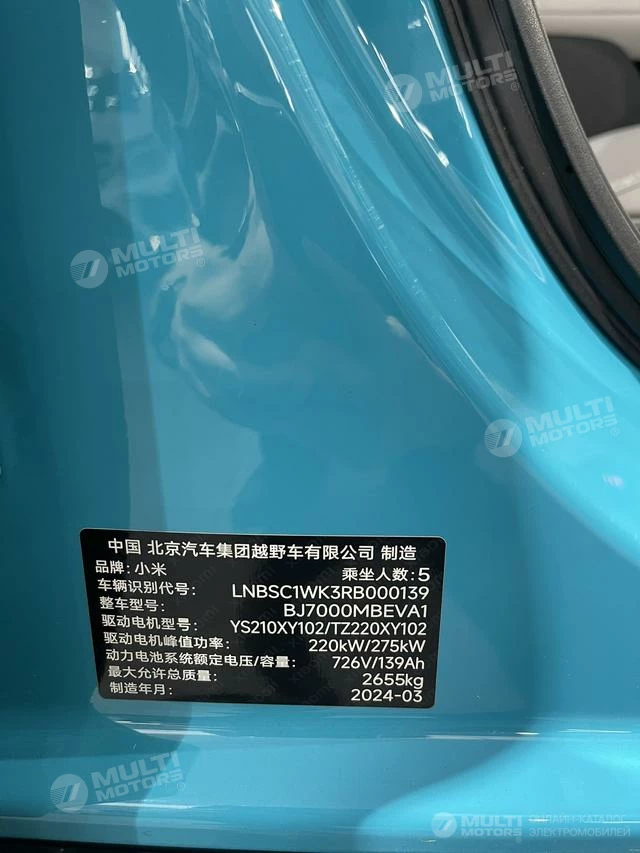 MULTI
MOTORS
MULTI
MOTORS
MULTI
MOTORS
中国 北京汽车集团越野车有限公司 制造
品牌: 小米 乘坐人数: 5
车辆识别代号: LNBSC1WK3RB000139
整车型号: BJ7000MBEVA1
驱动电机型号: YS210XY102/TZ220XY102
驱动电机峰值功率: 220kW/275kW
动力电池系统额定电压/容量: 726V/139Ah
最大允许总质量: 2655kg
制造年月: 2024-03
MULTI
MOTORS
MULTI
MOTORS
ОНЛАЙН-КАТАЛОГ
ЭЛЕКТРОМОБИЛЕЙ